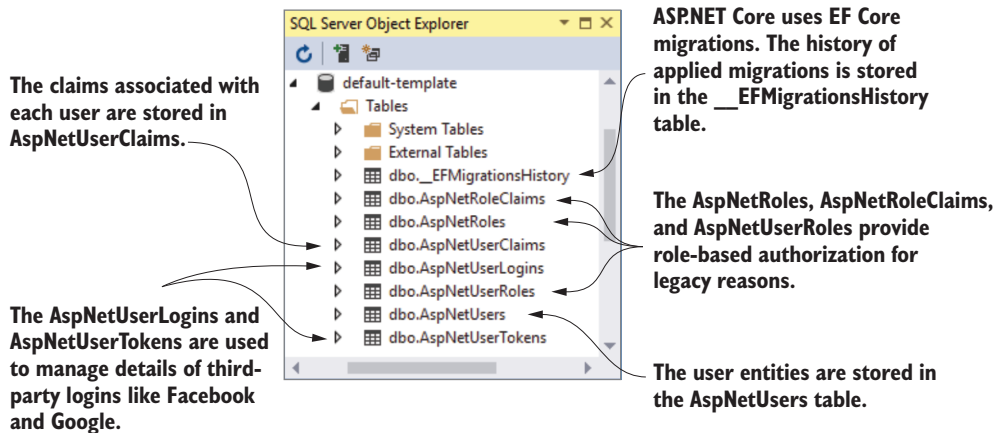 SQL Server Object Explorer
default-template
Tables
System Tables
External Tables
dbo.__EFMigrationsHistory
dbo.AspNetRoleClaims
dbo.AspNetRoles
dbo.AspNetUserClaims
dbo.AspNetUserLogins
dbo.AspNetUserRoles
dbo.AspNetUsers
dbo.AspNetUserTokens
The claims associated with
each user are stored in
AspNetUserClaims.
The AspNetUserLogins and
AspNetUserTokens are used
to manage details of third-
party logins like Facebook
and Google.
ASP.NET Core uses EF Core
migrations. The history of
applied migrations is stored
in the __EFMigrationsHistory
table.
The AspNetRoles, AspNetRoleClaims,
and AspNetUserRoles provide
role-based authorization for
legacy reasons.
The user entities are stored in
the AspNetUsers table.